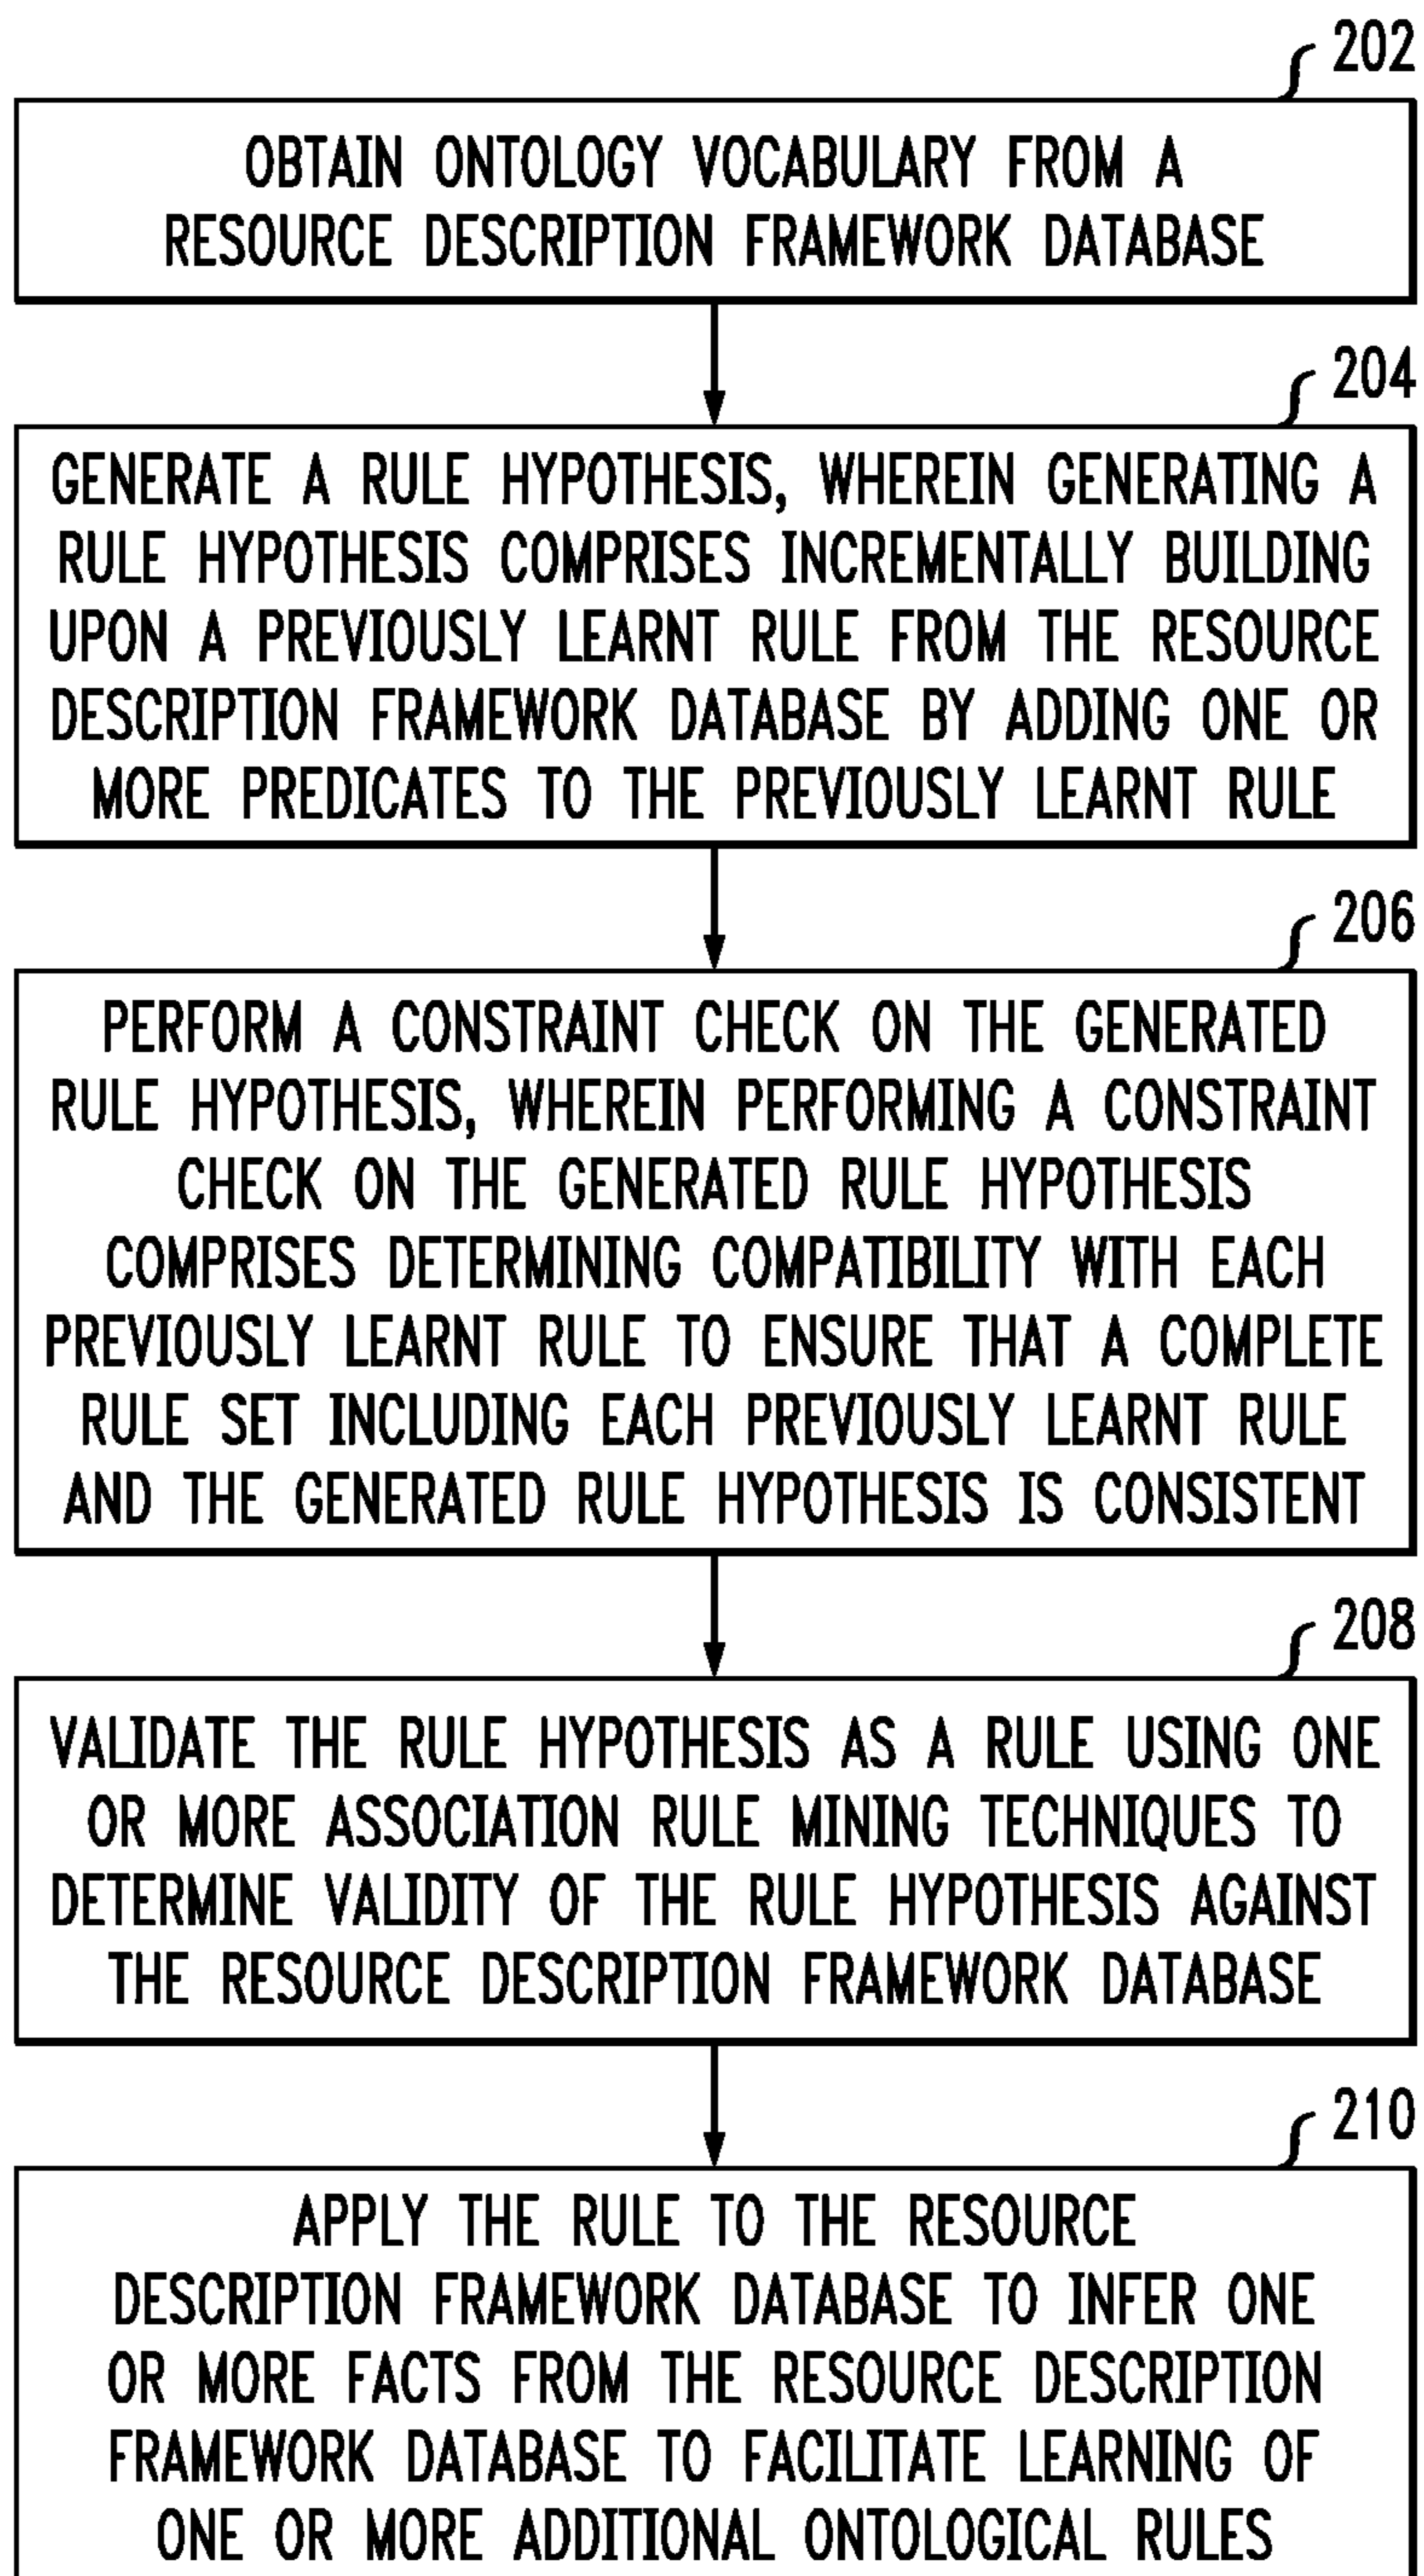 202
OBTAIN ONTOLOGY VOCABULARY FROM A
RESOURCE DESCRIPTION FRAMEWORK DATABASE
204
GENERATE A RULE HYPOTHESIS, WHEREIN GENERATING A
RULE HYPOTHESIS COMPRISES INCREMENTALLY BUILDING
UPON A PREVIOUSLY LEARNT RULE FROM THE RESOURCE
DESCRIPTION FRAMEWORK DATABASE BY ADDING ONE OR
MORE PREDICATES TO THE PREVIOUSLY LEARNT RULE
206
PERFORM A CONSTRAINT CHECK ON THE GENERATED
RULE HYPOTHESIS, WHEREIN PERFORMING A CONSTRAINT
CHECK ON THE GENERATED RULE HYPOTHESIS
COMPRISES DETERMINING COMPATIBILITY WITH EACH
PREVIOUSLY LEARNT RULE TO ENSURE THAT A COMPLETE
RULE SET INCLUDING EACH PREVIOUSLY LEARNT RULE
AND THE GENERATED RULE HYPOTHESIS IS CONSISTENT
208
VALIDATE THE RULE HYPOTHESIS AS A RULE USING ONE
OR MORE ASSOCIATION RULE MINING TECHNIQUES TO
DETERMINE VALIDITY OF THE RULE HYPOTHESIS AGAINST
THE RESOURCE DESCRIPTION FRAMEWORK DATABASE
210
APPLY THE RULE TO THE RESOURCE
DESCRIPTION FRAMEWORK DATABASE TO INFER ONE
OR MORE FACTS FROM THE RESOURCE DESCRIPTION
FRAMEWORK DATABASE TO FACILITATE LEARNING OF
ONE OR MORE ADDITIONAL ONTOLOGICAL RULES